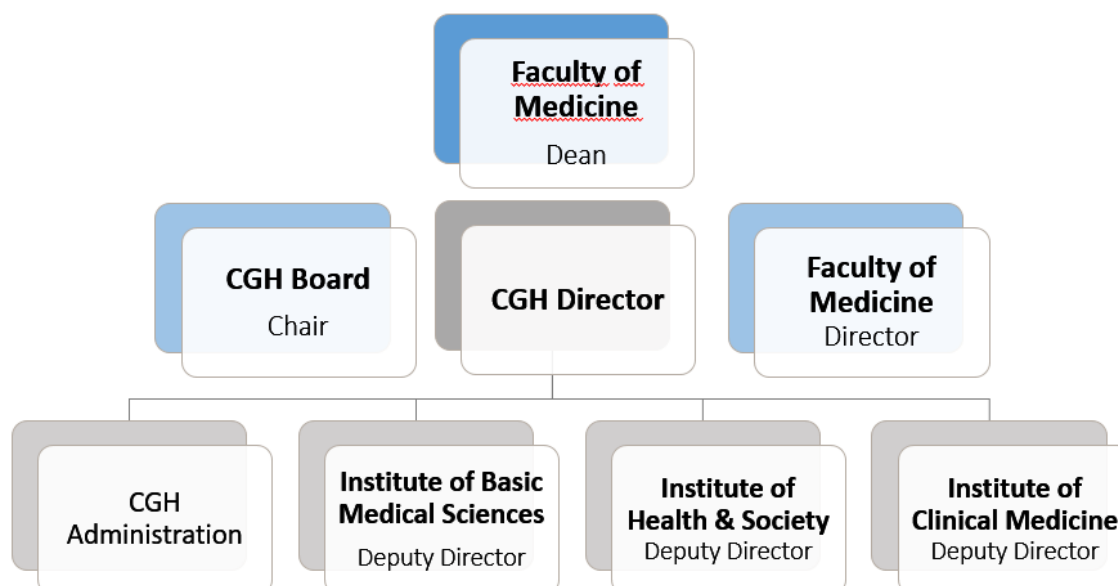 Faculty of
Medicine
Dean
CGH Board
Chair
CGH Director
Faculty of
Medicine
Director
CGH
Administration
Institute of Basic
Medical Sciences
Deputy Director
Institute of
Health & Society
Deputy Director
Institute of
Clinical Medicine
Deputy Director